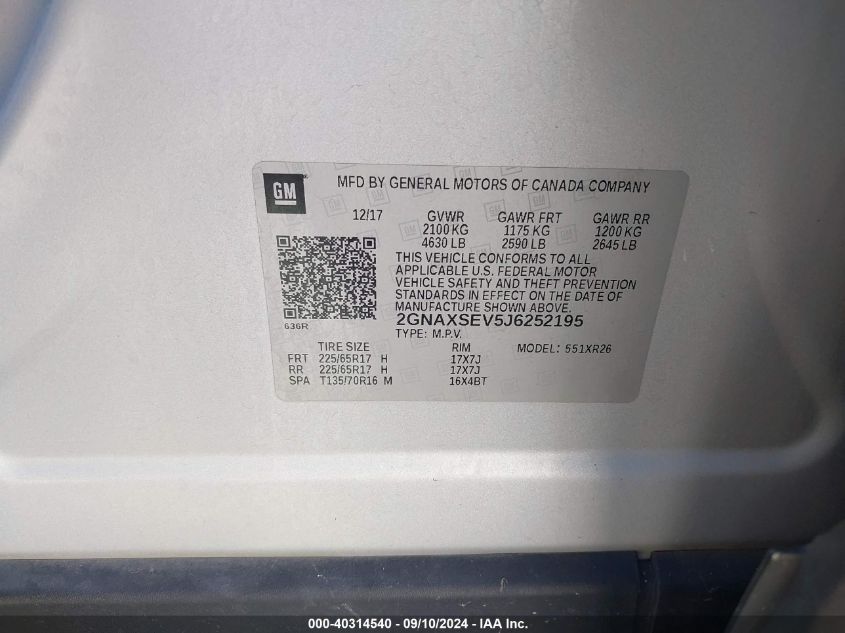 GM
MFD BY GENERAL MOTORS OF CANADA COMPANY
12/17 GVWR GAWR FRT GAWR RR
2100 KG 1175 KG 1200 KG
4630 LB 2590 LB 2645 LB
THIS VEHICLE CONFORMS TO ALL
APPLICABLE U.S. FEDERAL MOTOR
VEHICLE SAFETY AND THEFT PREVENTION
STANDARDS IN EFFECT ON THE DATE OF
MANUFACTURE SHOWN ABOVE.
636R
2GNAXSEV5J6252195
TYPE: M.P.V.
TIRE SIZE RIM MODEL: 551XR26
FRT 225/65R17 H 17X7J
RR 225/65R17 H 17X7J
SPA T135/70R16 M 16X4BT
000-40314540 - 09/10/2024 - IAA Inc.